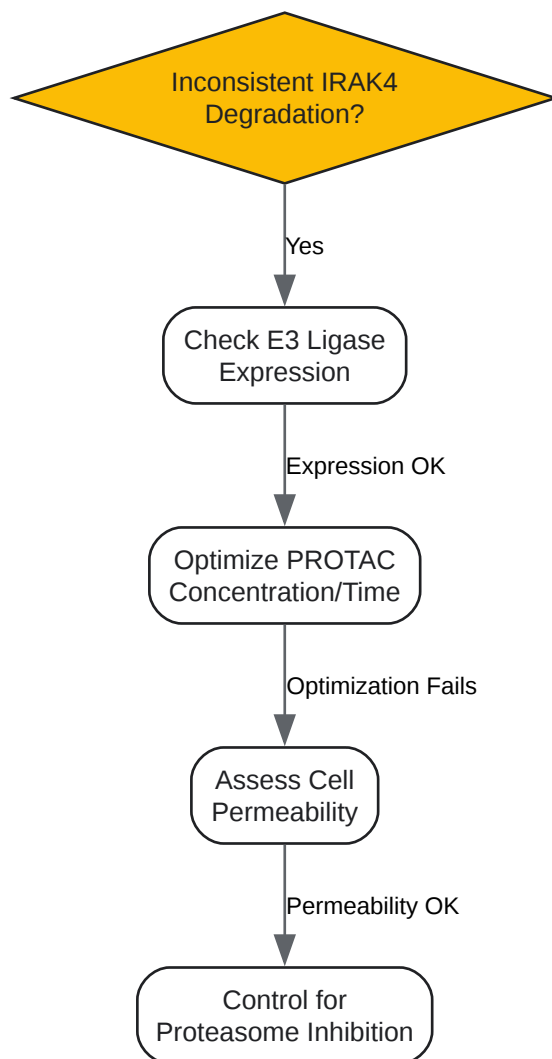 Inconsistent IRAK4
Degradation?
Yes
Check E3 Ligase
Expression
Expression OK
Optimize PROTAC
Concentration/Time
Optimization Fails
Assess Cell
Permeability
Permeability OK
Control for
Proteasome Inhibition